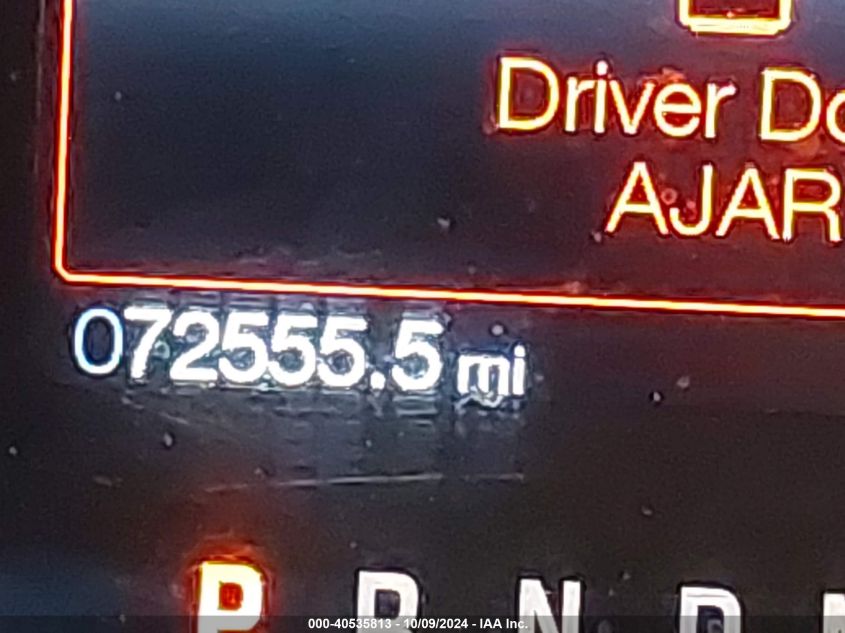 Driver Do
AJAR
072555.5 mi
P R N D
000-40535813 - 10/09/2024 - IAA Inc.